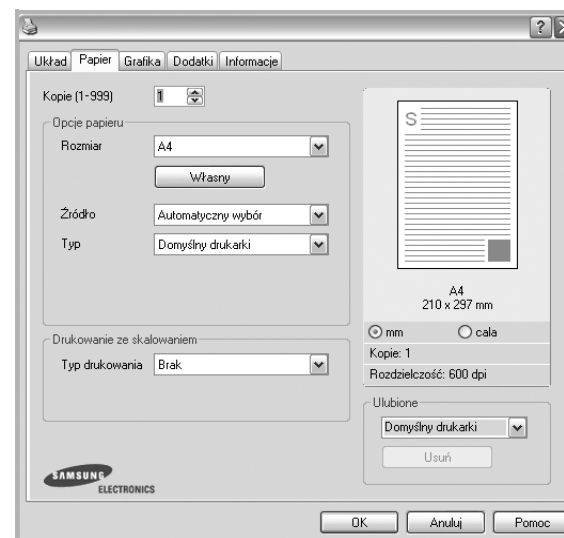 Układ Papier Grafika Dodatki Informacje
Kopie (1-999) 1
Opcje papieru
Rozmiar A4
Własny
Źródło Automatyczny wybór
Typ Domyślny drukarki
Drukowanie ze skalowaniem
Typ drukowania Brak
SAMSUNG
ELECTRONICS
S
A4
210 x 297 mm
mm cala
Kopie: 1
Rozdzielczość: 600 dpi
Ulubione
Domyślny drukarki
Usuń
OK Anuluj Pomoc